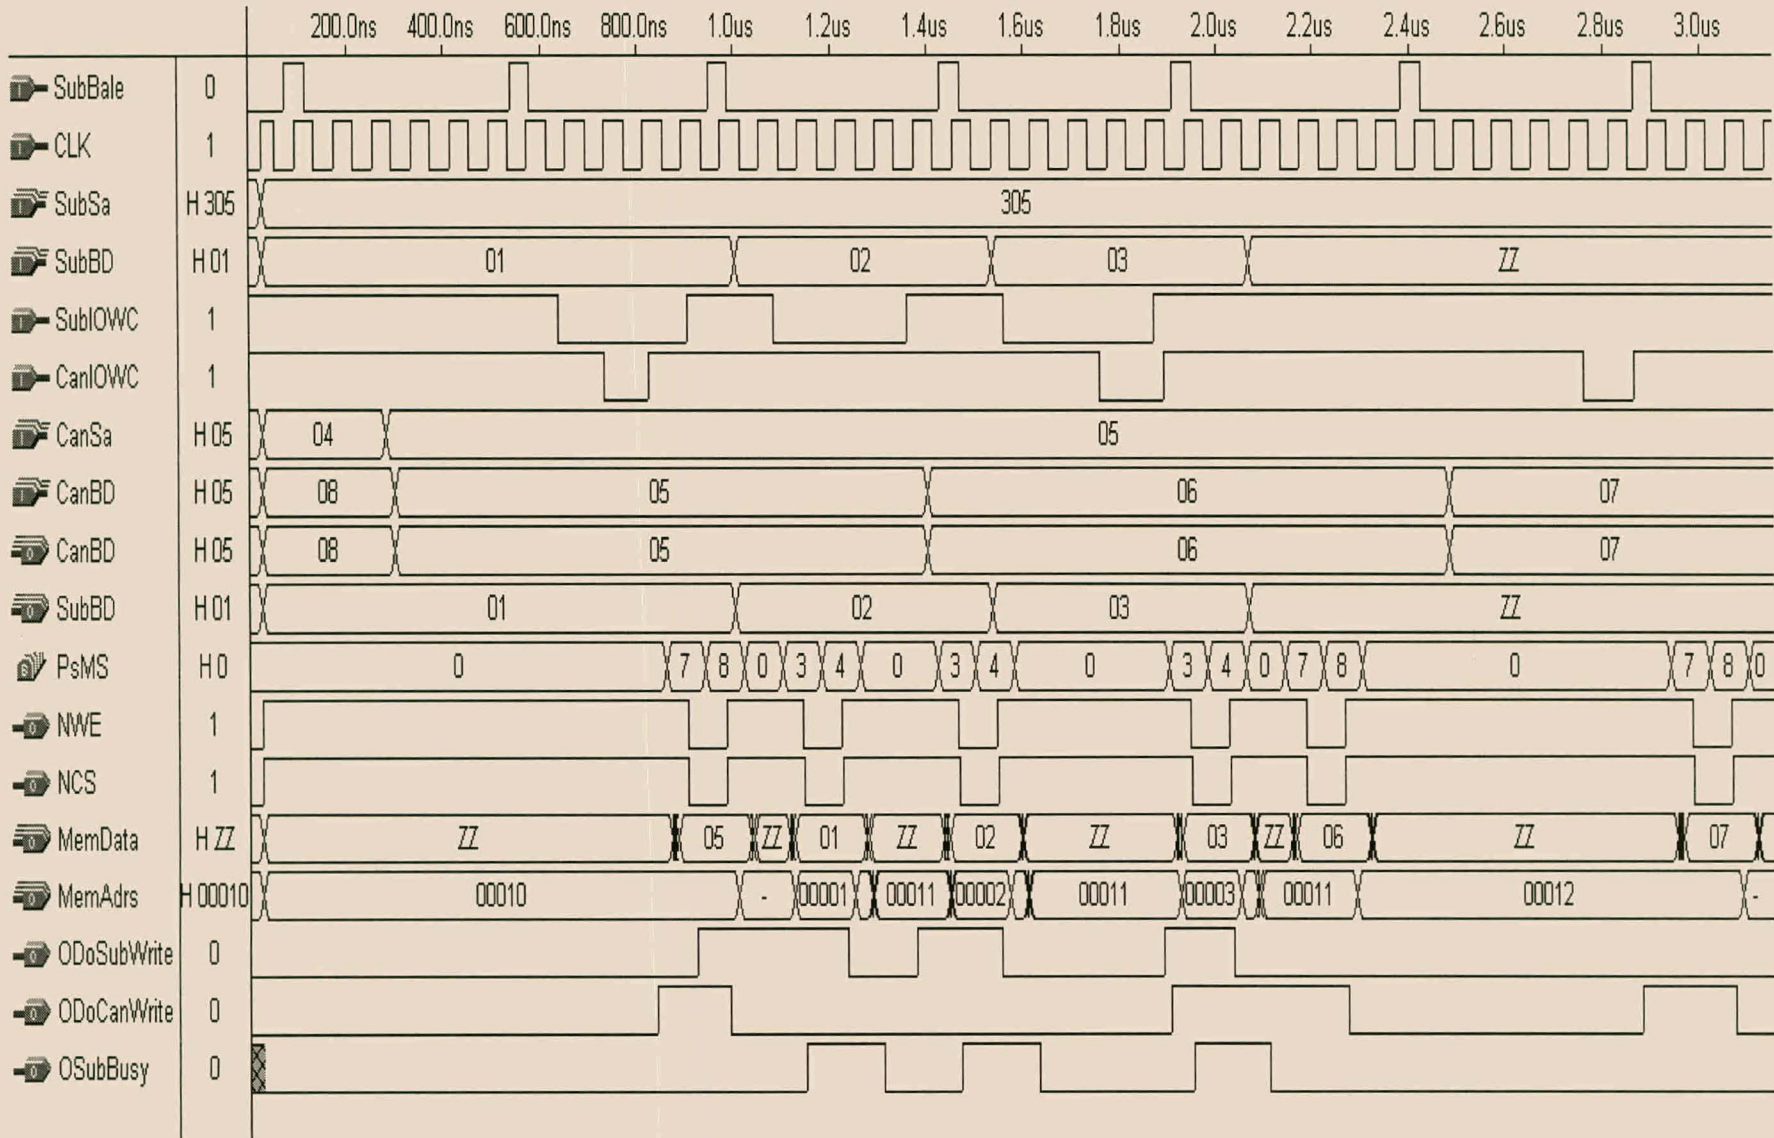 200.0ns 400.0ns 600.0ns 800.0ns 1.0us 1.2us 1.4us 1.6us 1.8us 2.0us 2.2us 2.4us 2.6us 2.8us 3.0us
SubBale 0
CLK 1
SubSa H 305 305
SubBD H 01 01 02 03 ZZ
SubIOWC 1
CanIOWC 1
CanSa H 05 04 05
CanBD H 05 08 05 06 07
CanBD H 05 08 05 06 07
SubBD H 01 01 02 03 ZZ
PsMS H 0 0 7 8 0 3 4 0 3 4 0 3 4 0 7 8 0 7 8 0
NWE 1
NCS 1
MemData H ZZ ZZ 05 ZZ 01 ZZ 02 ZZ 03 ZZ 06 ZZ 07
MemAdrs H 00010 00010 - 00001 00011 00002 00011 00003 00011 00012 -
ODoSubWrite 0
ODoCanWrite 0
OSubBusy 0